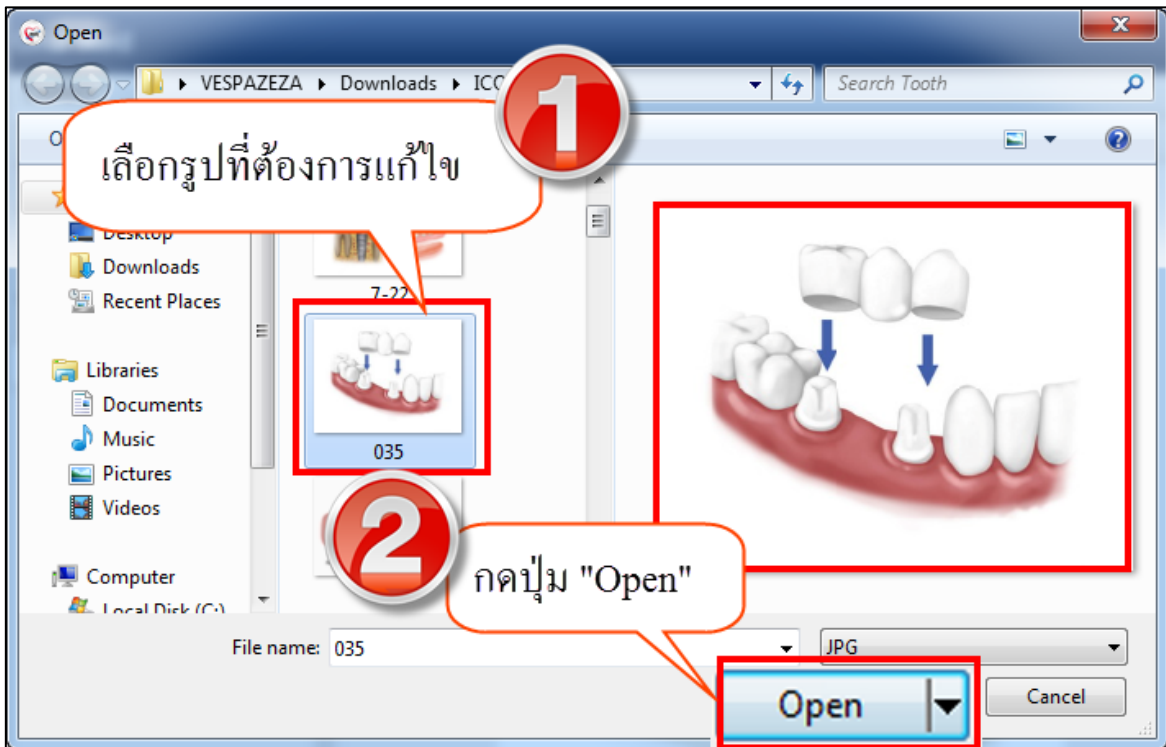 Open
VESPAZEZA Downloads
Search Tooth
1
เลือกรูปที่ต้องการแก้ไข
Desktop
Downloads
Recent Places
Libraries
Documents
Music
Pictures
Videos
Computer
Local Disk (C:)
7-22
035
2
กดปุ่ม "Open"
File name: 035
JPG
Open
Cancel